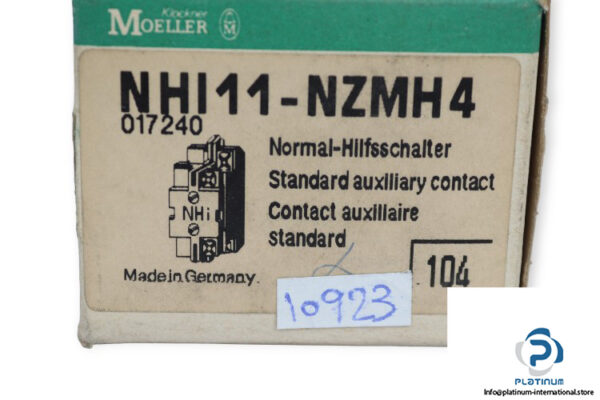 Klöckner
MOELLER M
NHI11-NZMH4
017240
Normal-Hilfsschalter
Standard auxiliary contact
Contact auxiliaire
standard
NHi
Made in Germany
104
10923
PLATINUM
Info@platinum-international.store